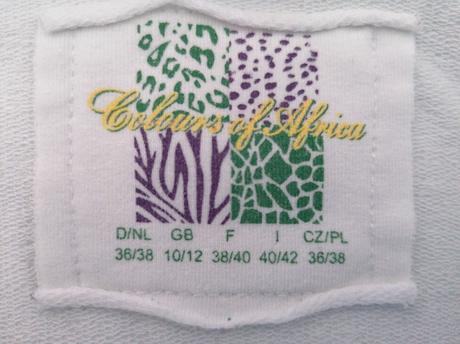 Colours of Africa
D/NL GB F I CZ/PL
36/38 10/12 38/40 40/42 36/38